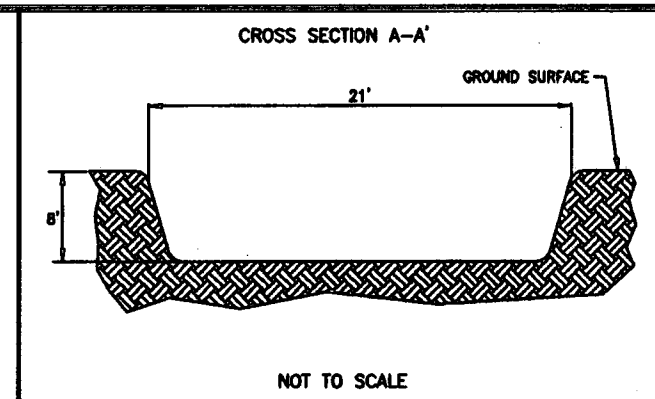 CROSS SECTION A-A'
GROUND SURFACE
21'
8'
NOT TO SCALE